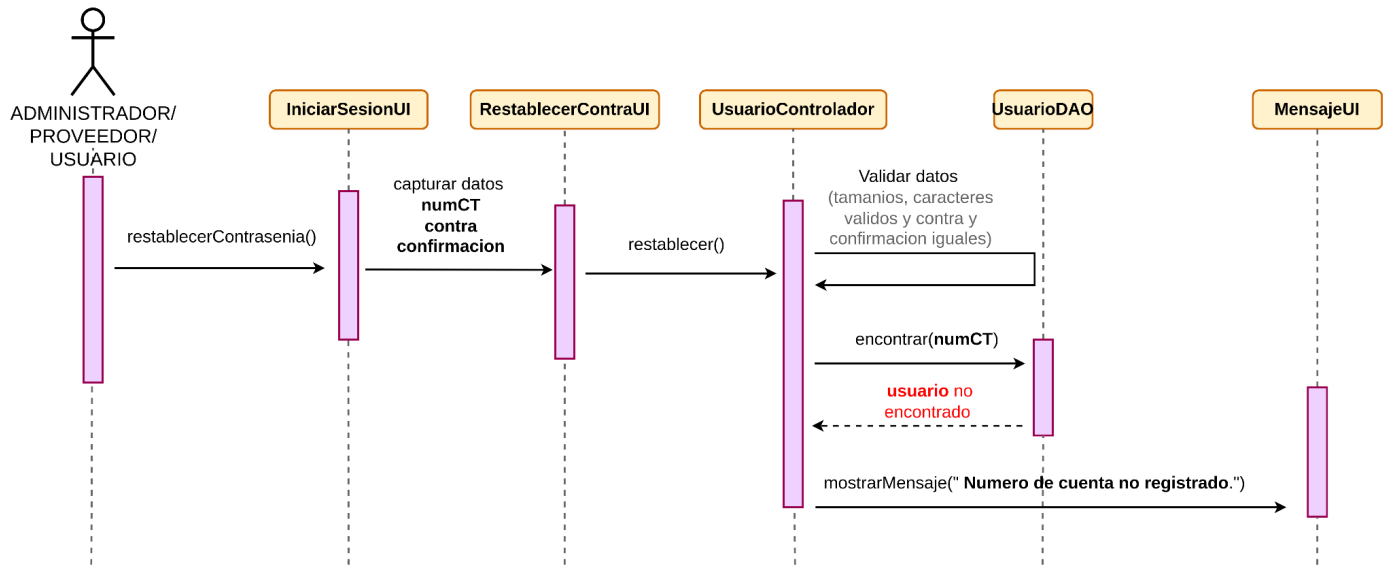 ADMINISTRADOR/
PROVEEDOR/
USUARIO
IniciarSesionUI
RestablecerContraUI
UsuarioControlador
UsuarioDAO
MensajeUI
restablecerContrasenia()
capturar datos
numCT
contra
confirmacion
restablecer()
Validar datos
(tamanios, caracteres
validos y contra y
confirmacion iguales)
encontrar(numCT)
usuario no
encontrado
mostrarMensaje(" Numero de cuenta no registrado.")